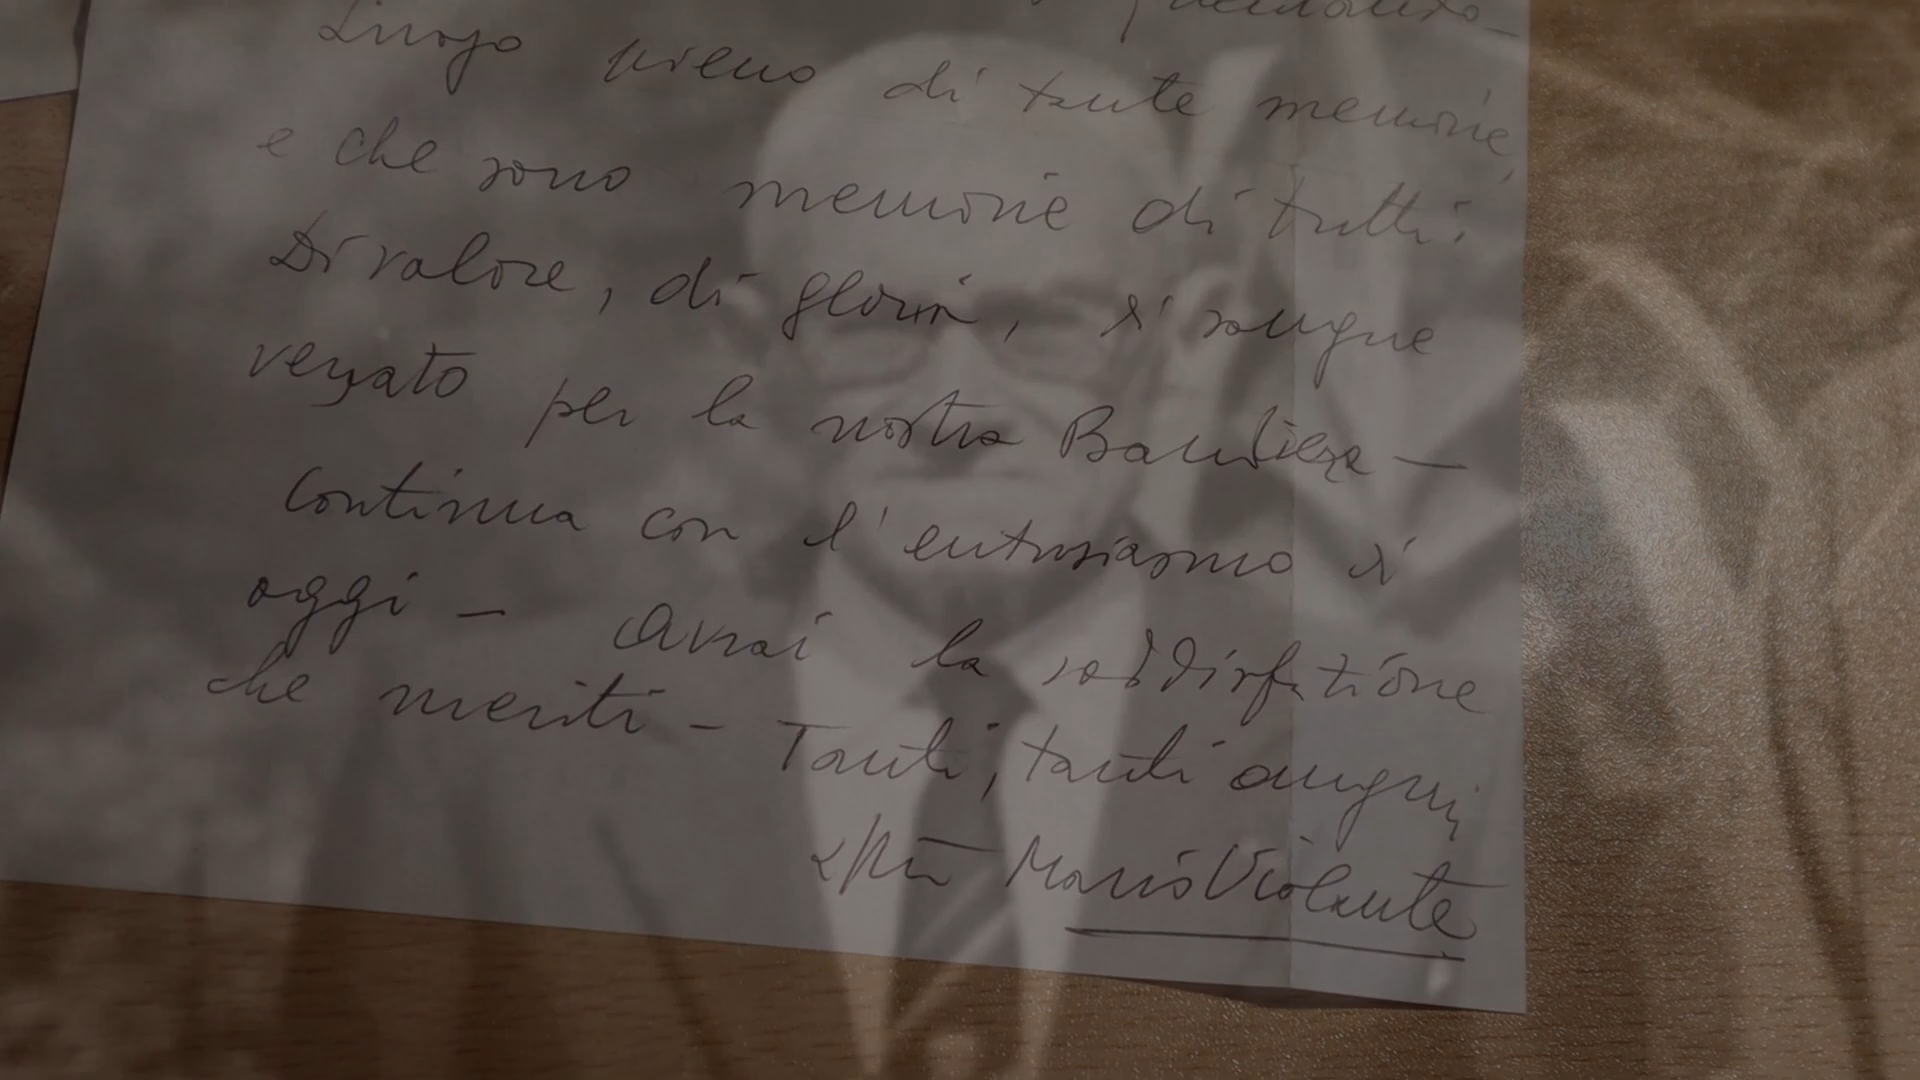 Luogo pieno di tante memorie,
e che sono memorie di tutti:
Di valore, di gloria, di sangue
versato per la nostra Bandiera —
Continua con l'entusiasmo di
oggi — Avrai la soddisfazione
che meriti — Tanti, tanti auguri
Mario Violante